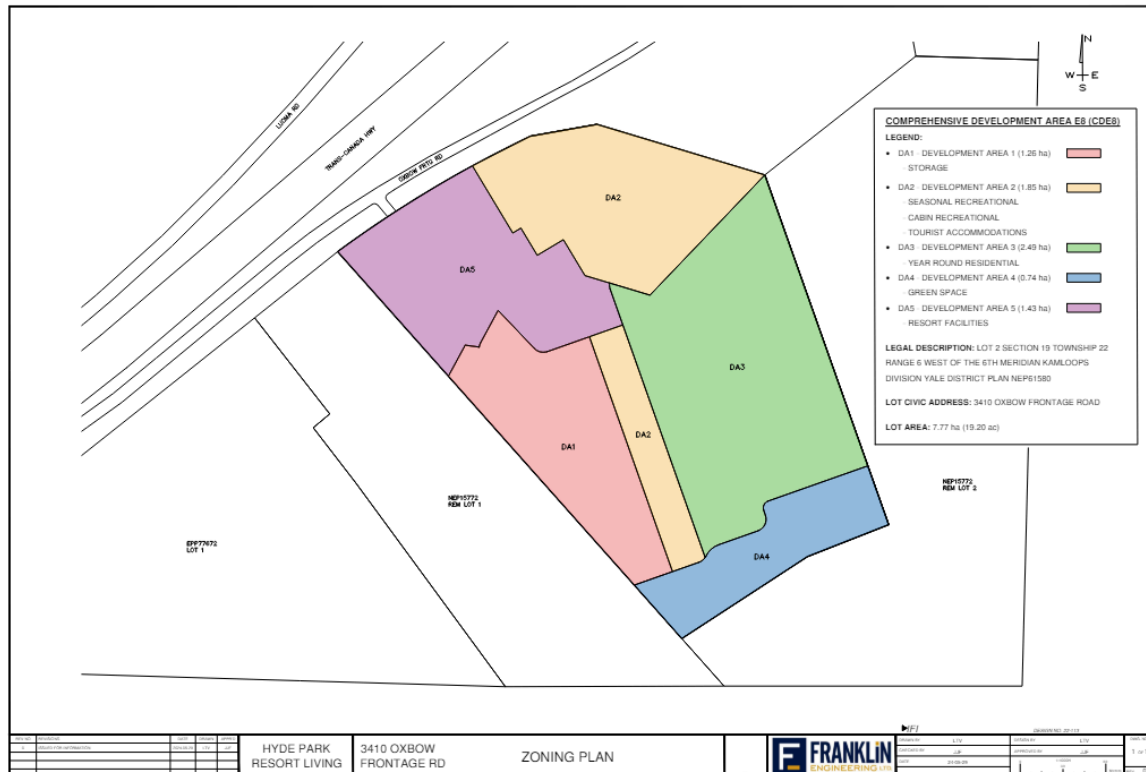 LUOMA RD
TRANS-CANADA HWY
OXBOW FRTG RD
N
W E
S
COMPREHENSIVE DEVELOPMENT AREA E8 (CDE8)
LEGEND:
• DA1 - DEVELOPMENT AREA 1 (1.26 ha)
- STORAGE
• DA2 - DEVELOPMENT AREA 2 (1.85 ha)
- SEASONAL RECREATIONAL
- CABIN RECREATIONAL
- TOURIST ACCOMMODATIONS
• DA3 - DEVELOPMENT AREA 3 (2.49 ha)
- YEAR ROUND RESIDENTIAL
• DA4 - DEVELOPMENT AREA 4 (0.74 ha)
- GREEN SPACE
• DA5 - DEVELOPMENT AREA 5 (1.43 ha)
- RESORT FACILITIES
LEGAL DESCRIPTION: LOT 2 SECTION 19 TOWNSHIP 22
RANGE 6 WEST OF THE 6TH MERIDIAN KAMLOOPS
DIVISION YALE DISTRICT PLAN NEP61580
LOT CIVIC ADDRESS: 3410 OXBOW FRONTAGE ROAD
LOT AREA: 7.77 ha (19.20 ac)
DA2
DA5
DA3
DA2
DA1
DA4
NEP15772
REM LOT 1
NEP15772
REM LOT 2
EPP77672
LOT 1
HYDE PARK
RESORT LIVING
3410 OXBOW
FRONTAGE RD
ZONING PLAN
FRANKLIN
ENGINEERING LTD
IFI